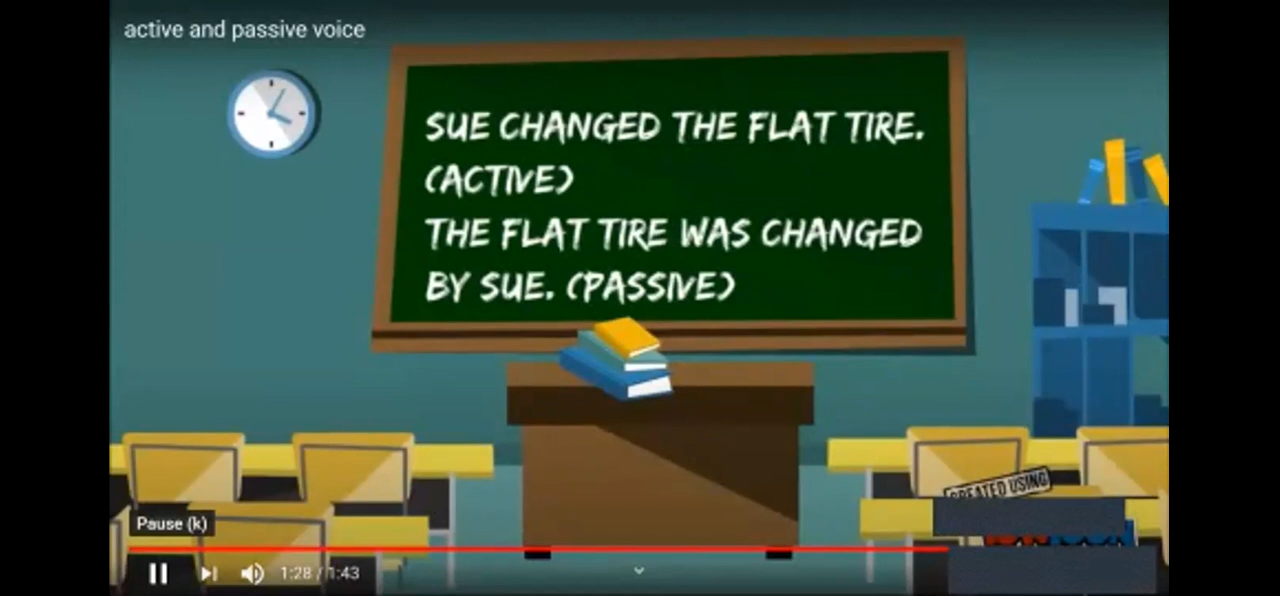 active and passive voice
SUE CHANGED THE FLAT TIRE.
(ACTIVE)
THE FLAT TIRE WAS CHANGED
BY SUE. (PASSIVE)
CREATED USING
Pause (k)
1:28 / 1:43